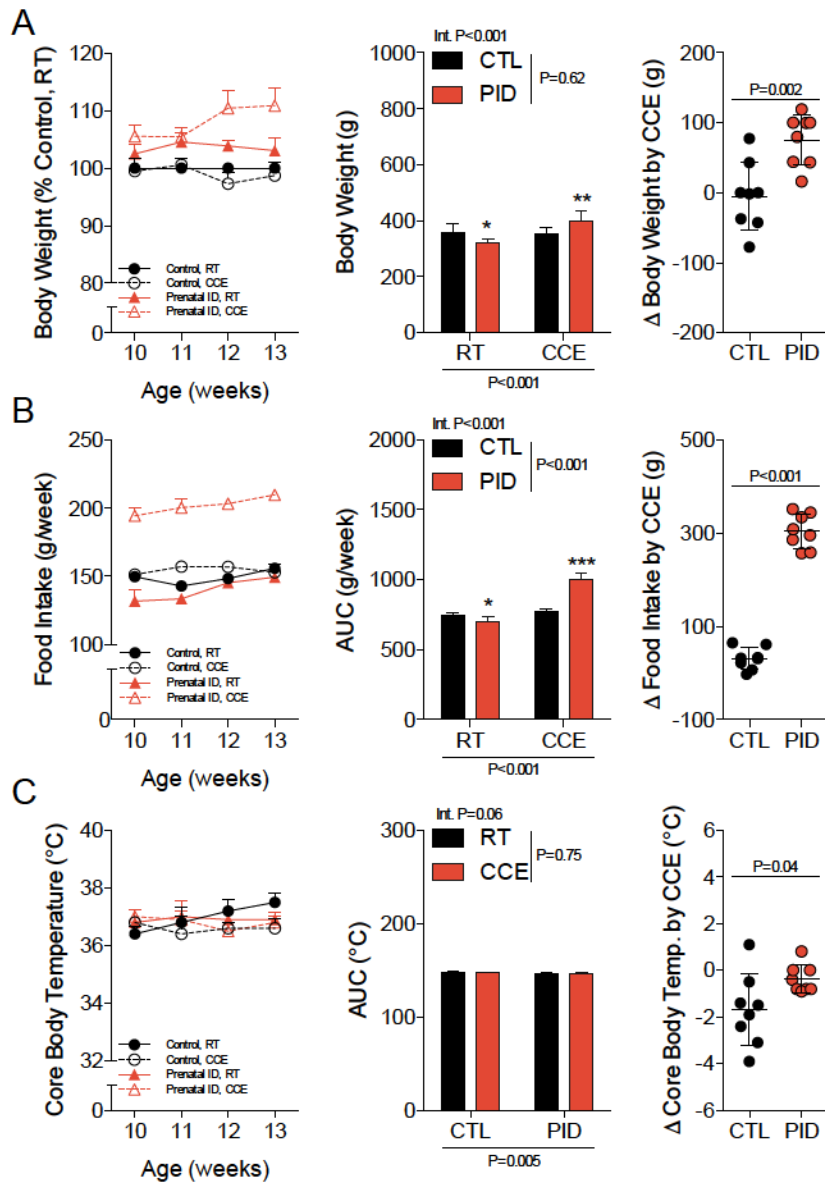 A
Body Weight (% Control, RT)
120
110
100
90
80
0
Control, RT
Control, CCE
Prenatal ID, RT
Prenatal ID, CCE
10 11 12 13
Age (weeks)
Int. P<0.001
CTL
PID
P=0.62
Body Weight (g)
1000
800
600
400
200
0
*
**
RT CCE
P<0.001
Δ Body Weight by CCE (g)
200
100
0
-100
-200
P=0.002
CTL PID
B
Food Intake (g/week)
250
200
150
100
0
Control, RT
Control, CCE
Prenatal ID, RT
Prenatal ID, CCE
10 11 12 13
Age (weeks)
Int. P<0.001
CTL
PID
P<0.001
AUC (g/week)
2000
1500
1000
500
0
*
***
RT CCE
P<0.001
Δ Food Intake by CCE (g)
500
300
100
-100
P<0.001
CTL PID
C
Core Body Temperature (°C)
40
38
36
34
32
0
Control, RT
Control, CCE
Prenatal ID, RT
Prenatal ID, CCE
10 11 12 13
Age (weeks)
Int. P=0.06
RT
CCE
P=0.75
AUC (°C)
300
200
100
0
CTL PID
P=0.005
Δ Core Body Temp. by CCE (°C)
6
4
2
0
-2
-4
-6
P=0.04
CTL PID